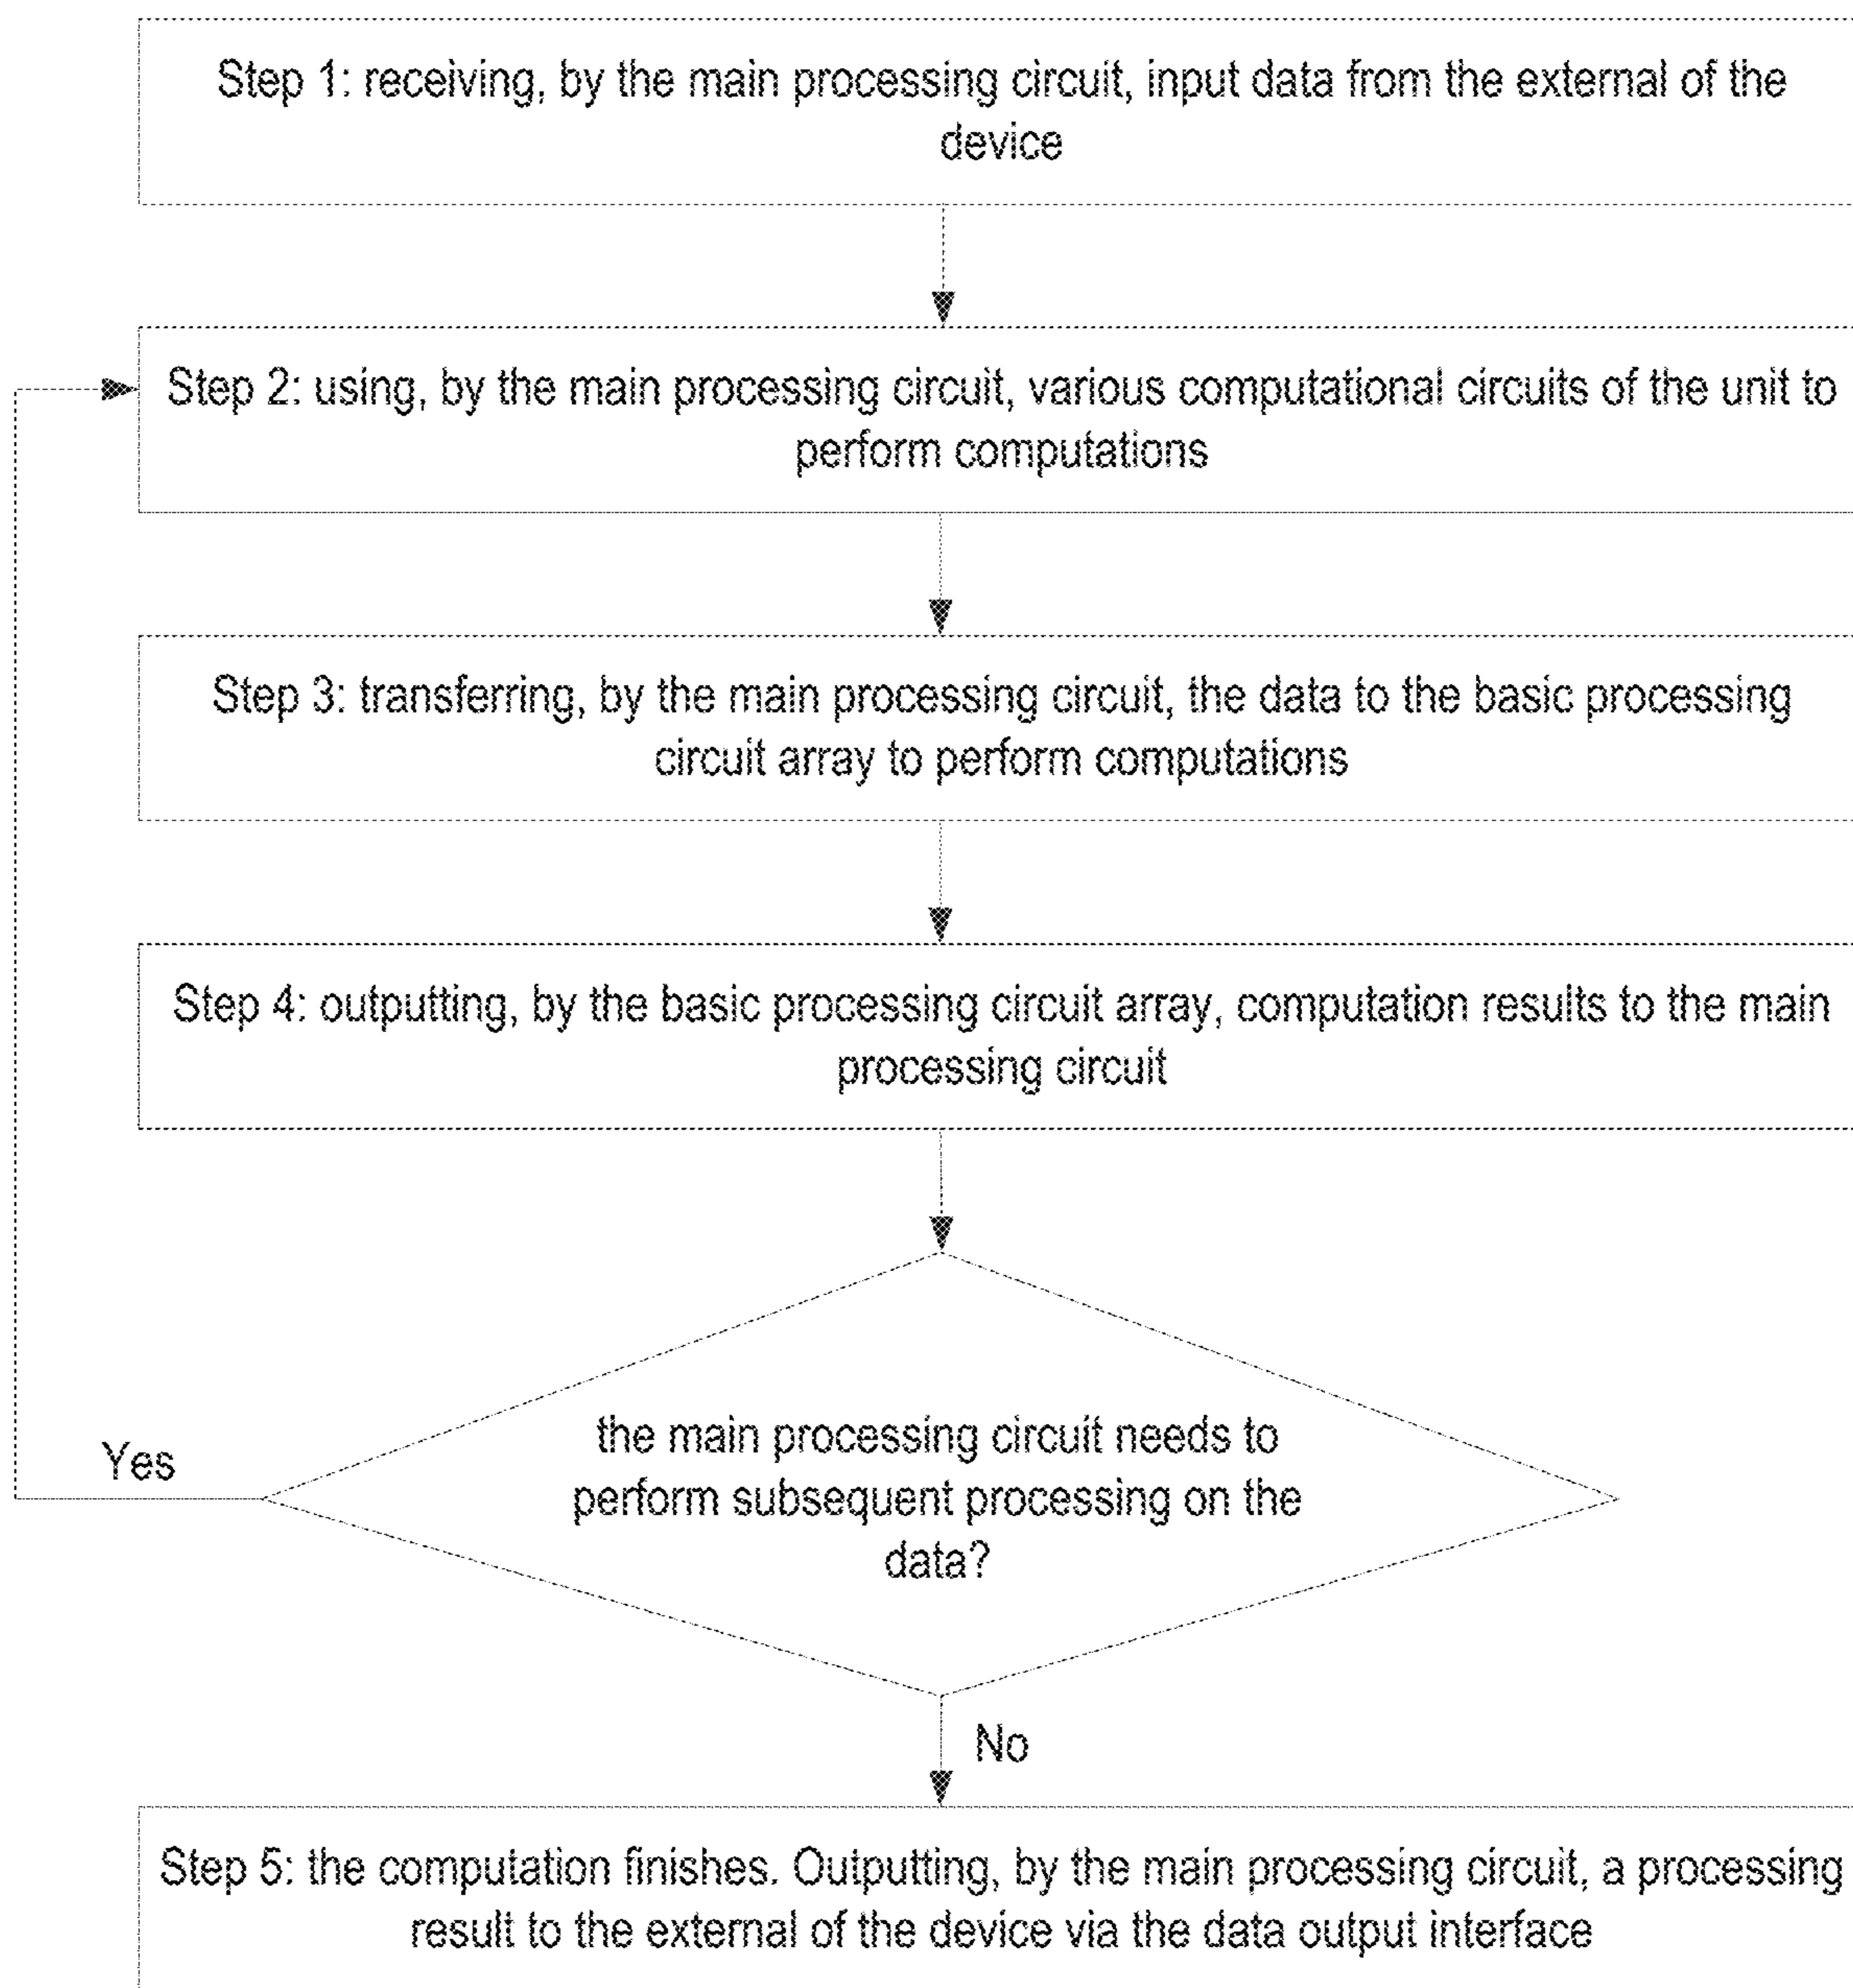 Step 1: receiving, by the main processing circuit, input data from the external of the
device
Step 2: using, by the main processing circuit, various computational circuits of the unit to
perform computations
Step 3: transferring, by the main processing circuit, the data to the basic processing
circuit array to perform computations
Step 4: outputting, by the basic processing circuit array, computation results to the main
processing circuit
the main processing circuit needs to
perform subsequent processing on the
data?
Yes
No
Step 5: the computation finishes. Outputting, by the main processing circuit, a processing
result to the external of the device via the data output interface